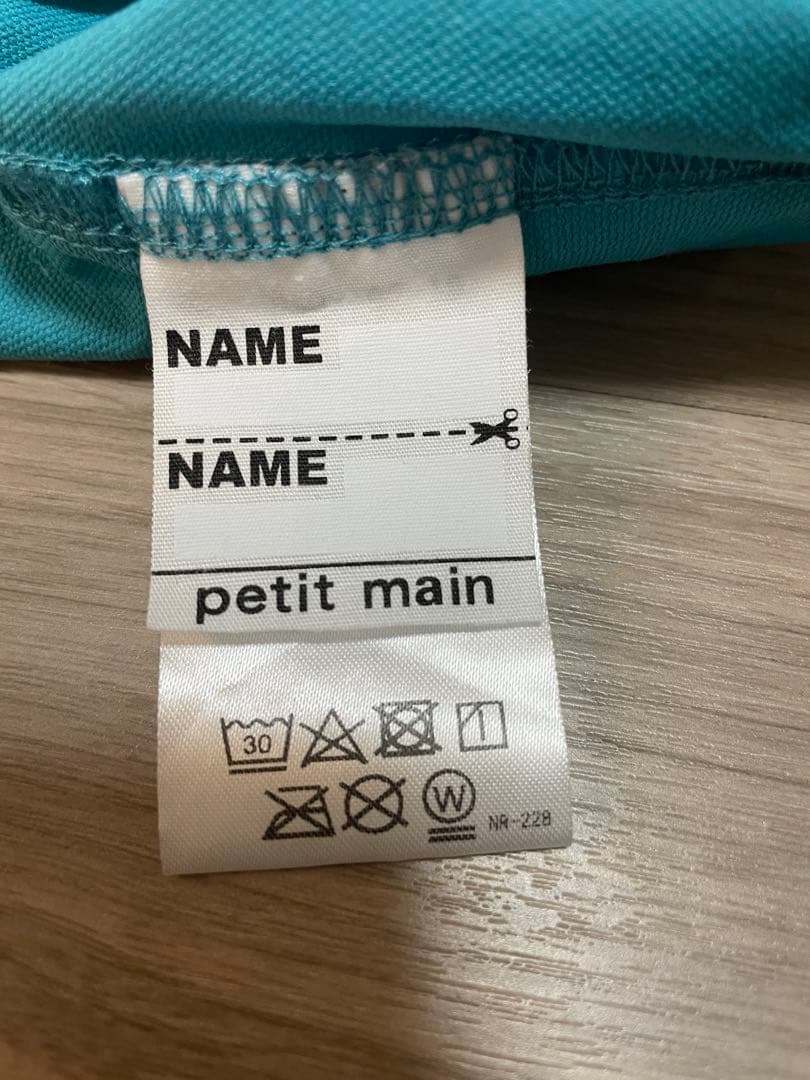 NAME
NAME
petit main
30
W
NR-228